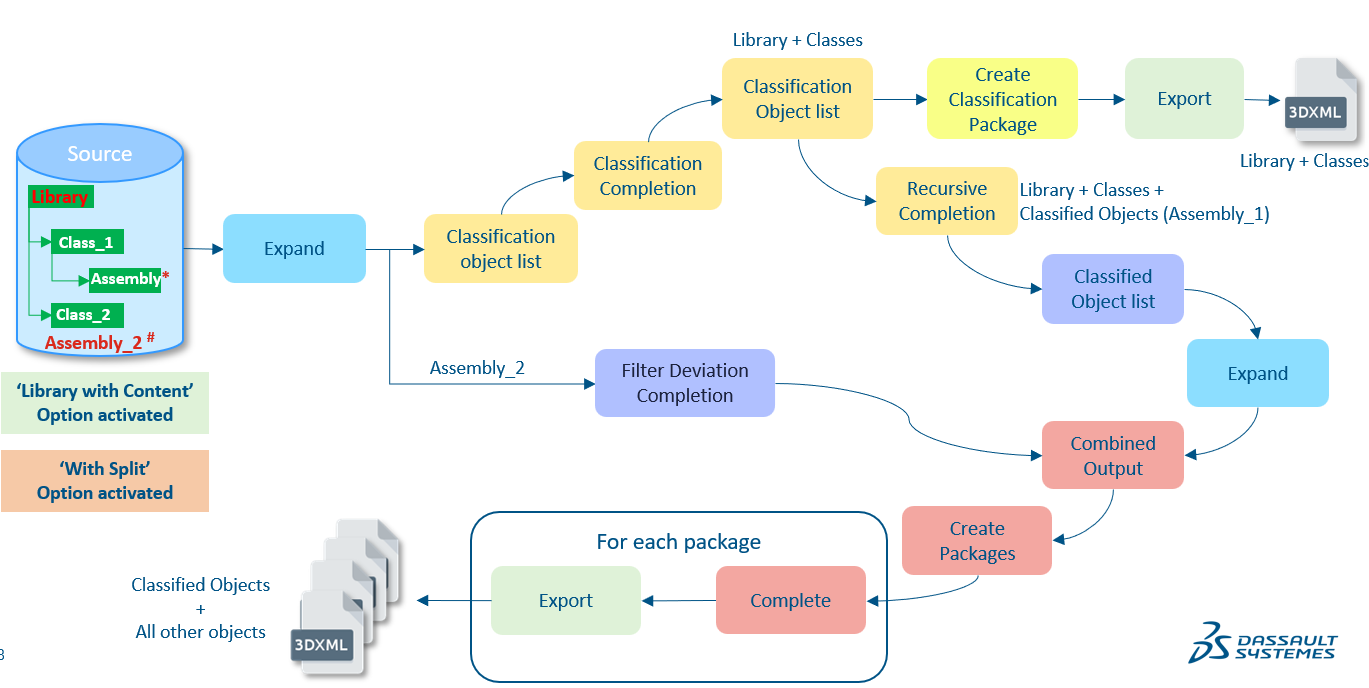 Library + Classes
Classification
Object list
Create
Classification
Package
Export
3DXML
Library + Classes
Source
Library
Class_1
Assembly*
Class_2
Assembly_2 #
Expand
Classification
object list
Classification
Completion
Recursive
Completion
Library + Classes +
Classified Objects (Assembly_1)
Classified
Object list
Expand
Assembly_2
Filter Deviation
Completion
Combined
Output
‘Library with Content’
Option activated
‘With Split’
Option activated
Create
Packages
For each package
Complete
Export
Classified Objects
+
All other objects
3DXML
3
DASSAULT
SYSTEMES